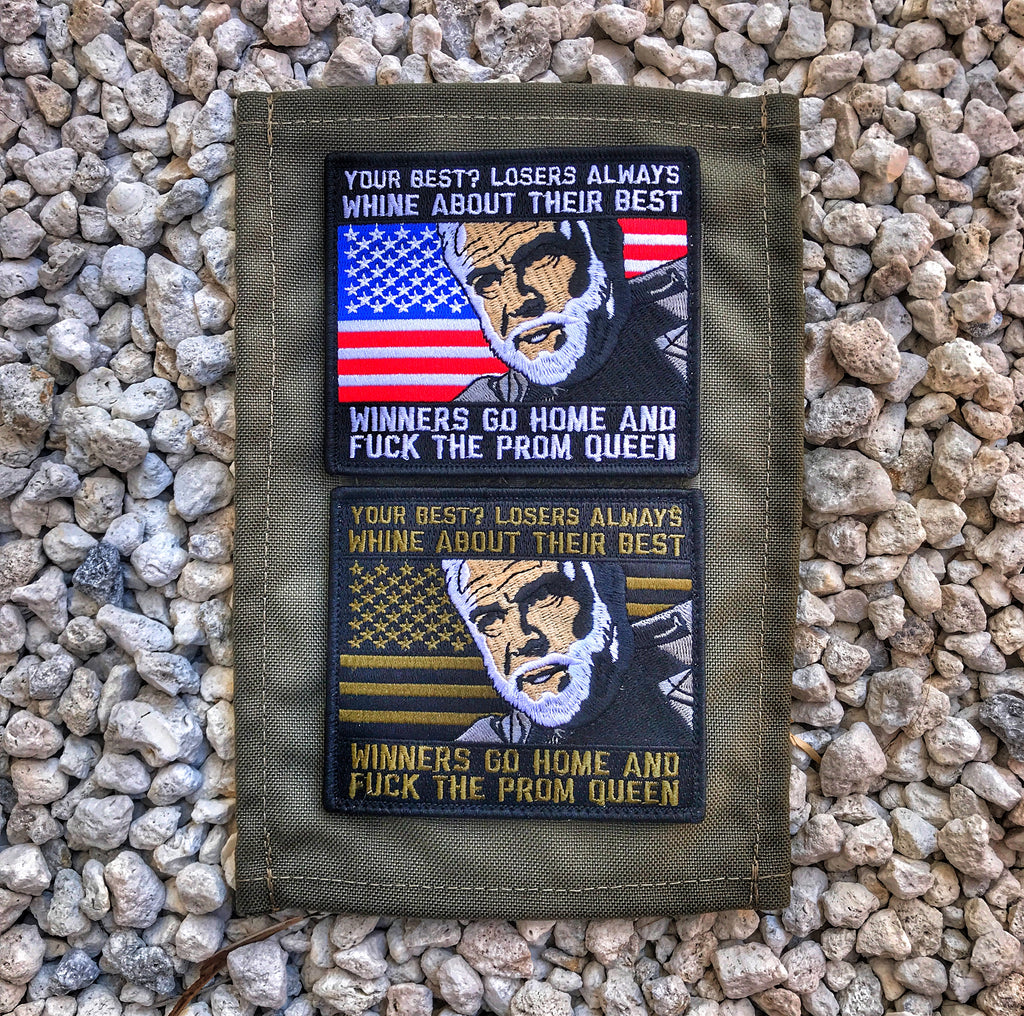 YOUR BEST? LOSERS ALWAYS
WHINE ABOUT THEIR BEST
WINNERS GO HOME AND
FUCK THE PROM QUEEN
YOUR BEST? LOSERS ALWAYS
WHINE ABOUT THEIR BEST
WINNERS GO HOME AND
FUCK THE PROM QUEEN